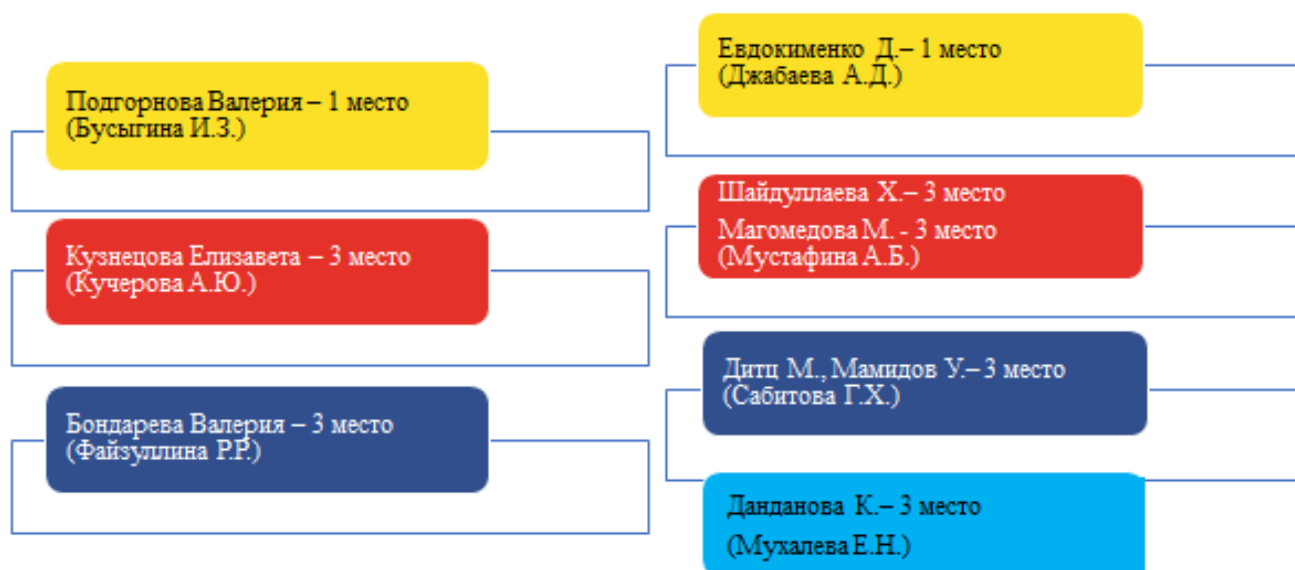 Подгорнова Валерия – 1 место
(Бусыгина И.З.)
Кузнецова Елизавета – 3 место
(Кучерова А.Ю.)
Бондарева Валерия – 3 место
(Файзуллина Р.Р.)
Евдокименко Д.– 1 место
(Джабаева А.Д.)
Шайдуллаева Х.– 3 место
Магомедова М. - 3 место
(Мустафина А.Б.)
Дитц М., Мамидов У.– 3 место
(Сабитова Г.Х.)
Данданова К.– 3 место
(Мухалева Е.Н.)